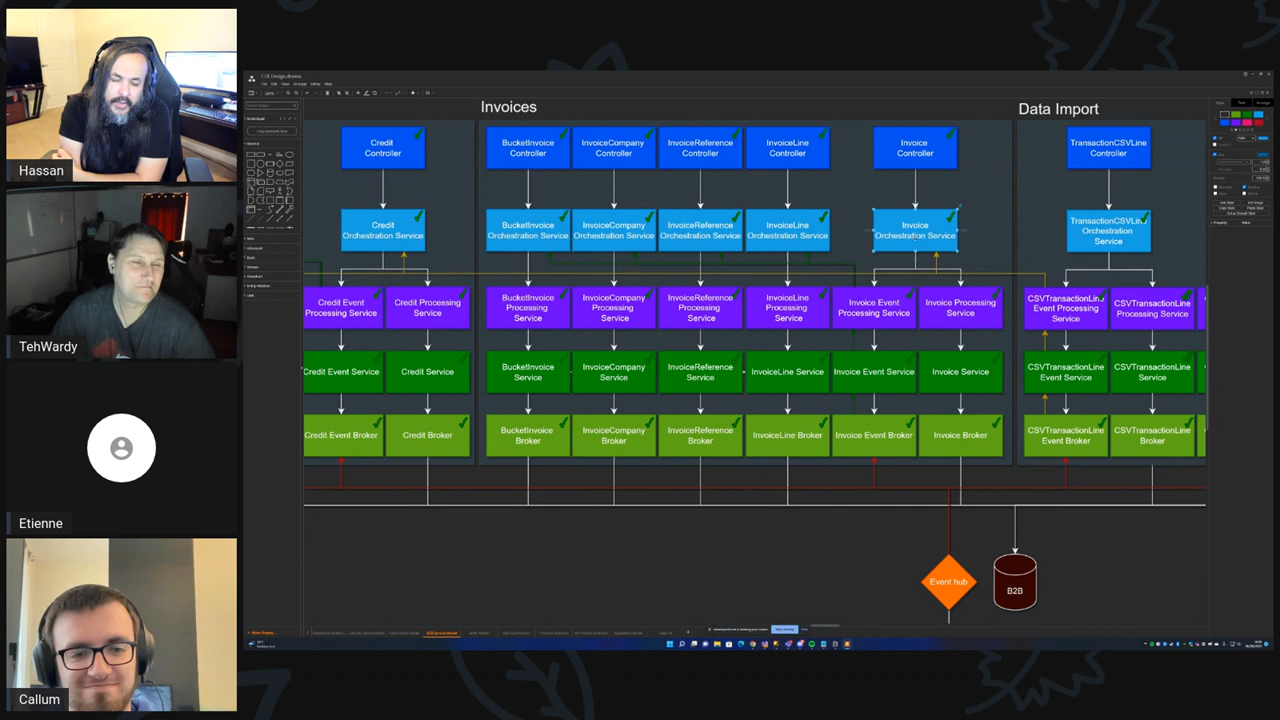 Hassan
TehWardy
Etienne
Callum
CLK Design.drawio
Invoices
Data Import
Credit
Controller
BucketInvoice
Controller
InvoiceCompany
Controller
InvoiceReference
Controller
InvoiceLine
Controller
Invoice
Controller
TransactionCSVLine
Controller
Credit
Orchestration Service
BucketInvoice
Orchestration Service
InvoiceCompany
Orchestration Service
InvoiceReference
Orchestration Service
InvoiceLine
Orchestration Service
Invoice
Orchestration Service
TransactionCSVLine
Orchestration
Service
Credit Event
Processing Service
Credit Processing
Service
BucketInvoice
Processing
Service
InvoiceCompany
Processing
Service
InvoiceReference
Processing
Service
InvoiceLine
Processing
Service
Invoice Event
Processing Service
Invoice Processing
Service
CSVTransactionLine
Event Processing
Service
CSVTransactionLine
Processing Service
Credit Event Service
Credit Service
BucketInvoice
Service
InvoiceCompany
Service
InvoiceReference
Service
InvoiceLine Service
Invoice Event Service
Invoice Service
CSVTransactionLine
Event Service
CSVTransactionLine
Service
Credit Event Broker
Credit Broker
BucketInvoice
Broker
InvoiceCompany
Broker
InvoiceReference
Broker
InvoiceLine Broker
Invoice Event Broker
Invoice Broker
CSVTransactionLine
Event Broker
CSVTransactionLine
Broker
Event hub
B2B